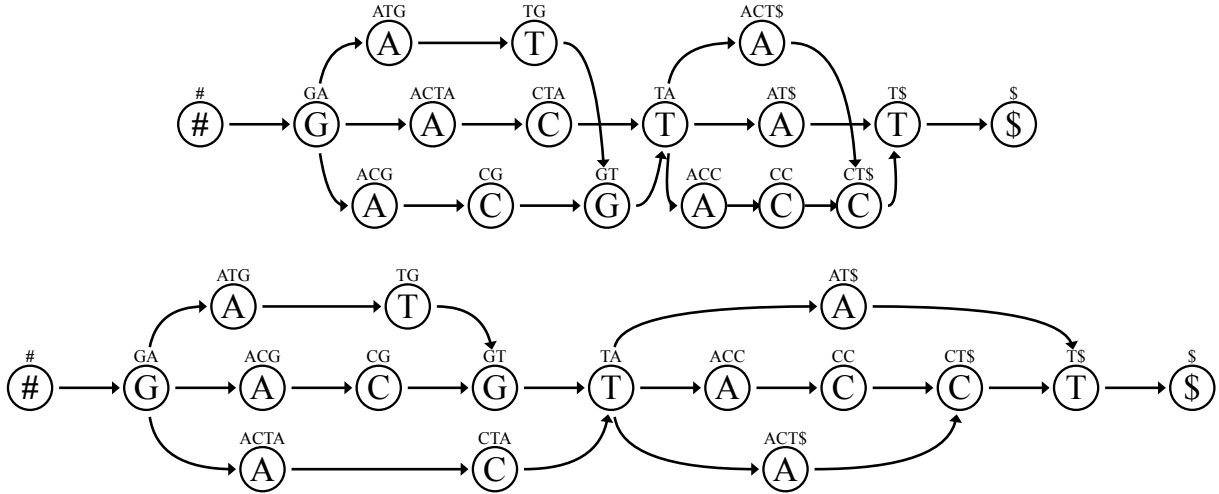 ATG TG ACT$
A T A
# GA ACTA CTA TA AT$ T$ $
# G A C T A T $
ACG CG GT ACC CC CT$
A C G A C C
ATG TG AT$
A T A
# GA ACG CG GT TA ACC CC CT$ T$ $
# G A C G T A C C T $
ACTA CTA ACT$
A C A